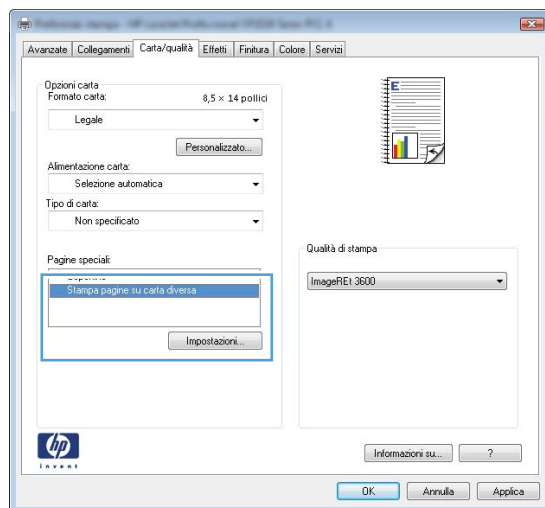 Avanzate Collegamenti Carta/qualità Effetti Finitura Colore Servizi
Opzioni carta
Formato carta: 8,5 × 14 pollici
Legale
Personalizzato...
Alimentazione carta:
Selezione automatica
Tipo di carta:
Non specificato
Pagine speciali:
Stampa pagine su carta diversa
Impostazioni...
Qualità di stampa
ImageREt 3600
E
hp
invent
Informazioni su... ?
OK Annulla Applica